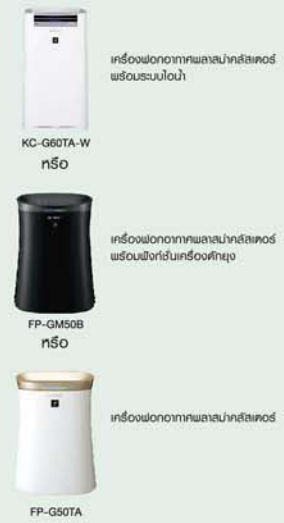 เครื่องฟอกอากาศพลาสม่าคลัสเตอร์
พร้อมระบบไอน้ำ
KC-G60TA-W
หรือ
เครื่องฟอกอากาศพลาสม่าคลัสเตอร์
พร้อมฟังก์ชั่นเครื่องดักยุง
FP-GM50B
หรือ
เครื่องฟอกอากาศพลาสม่าคลัสเตอร์
FP-G50TA